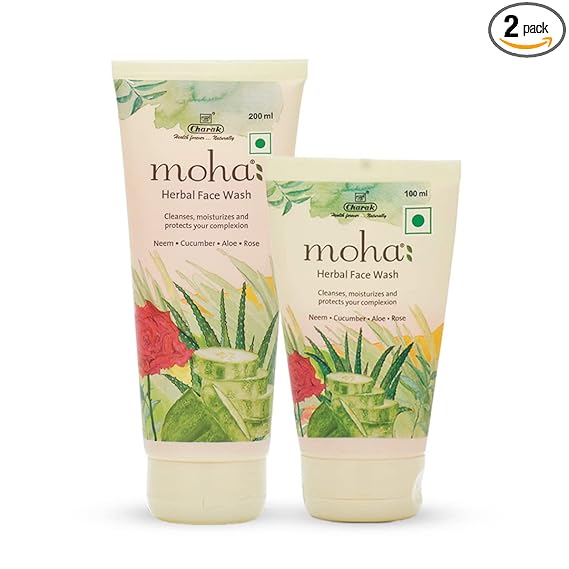 2 pack
200 ml
Charak
Health forever ... Naturally
moha®
Herbal Face Wash
Cleanses, moisturizes and
protects your complexion
Neem • Cucumber • Aloe • Rose
100 ml
Charak
Health forever ... Naturally
moha®
Herbal Face Wash
Cleanses, moisturizes and
protects your complexion
Neem • Cucumber • Aloe • Rose